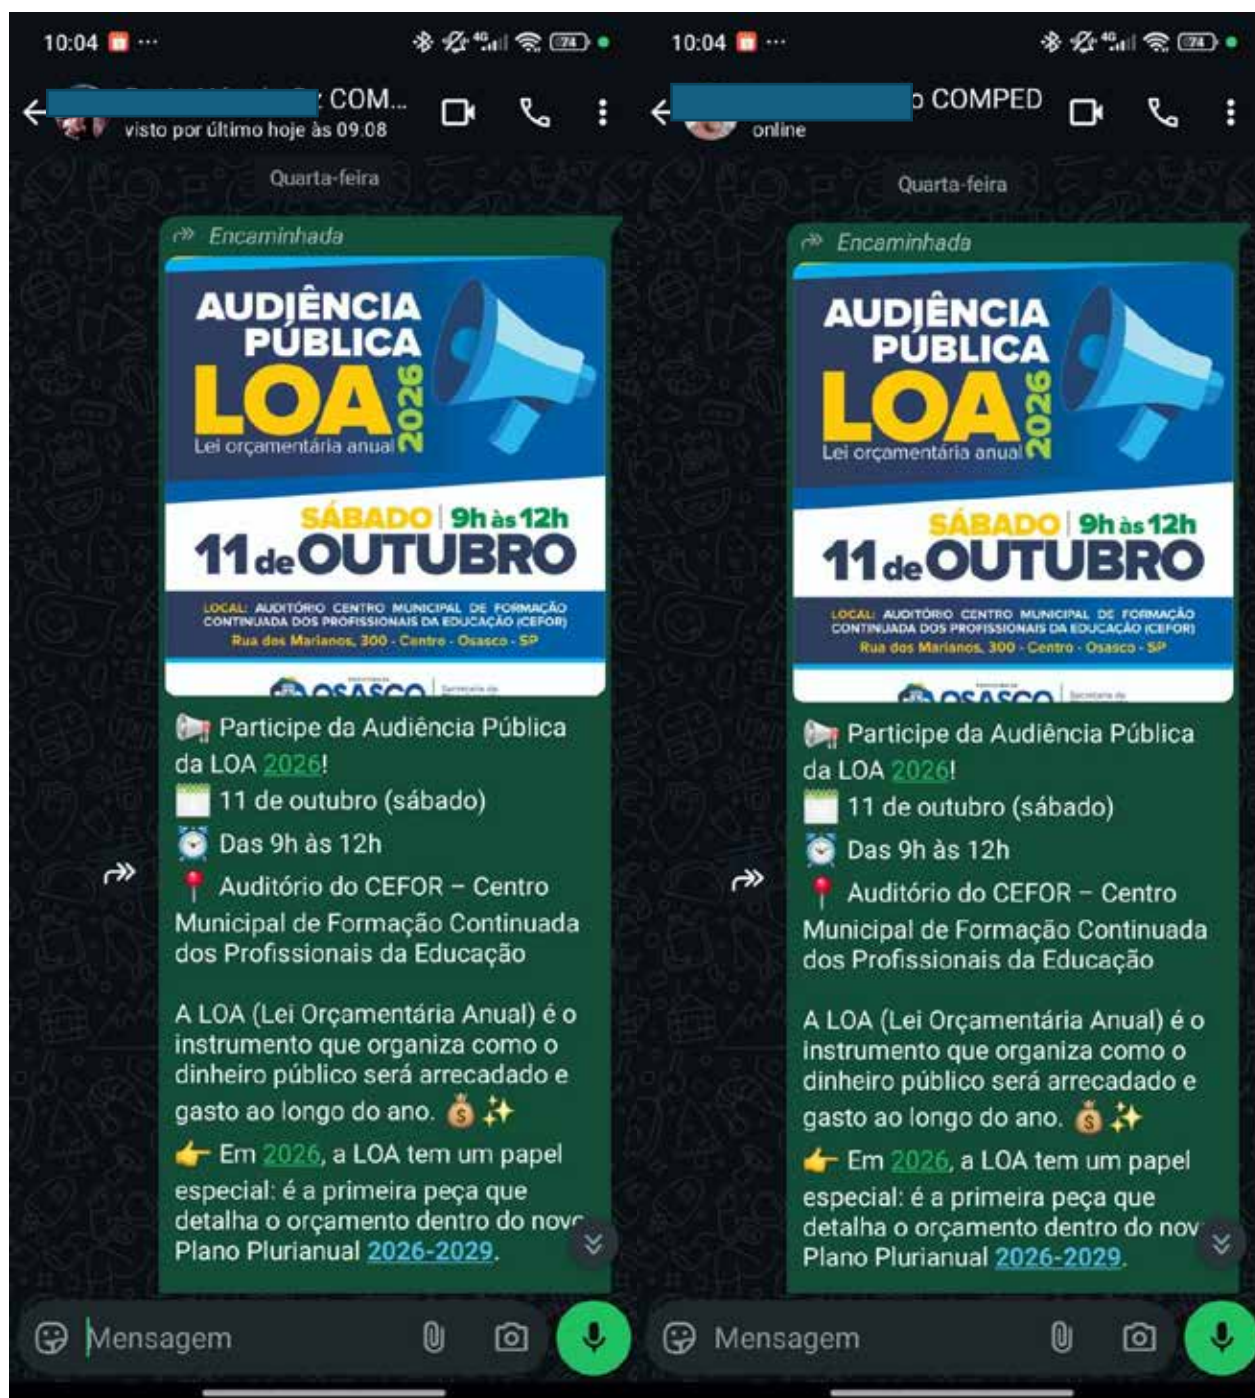 10:04
4G
74
COM...
visto por último hoje às 09:08
Quarta-feira
Encaminhada
AUDIÊNCIA
PÚBLICA
LOA
2026
Lei orçamentária anual
SÁBADO 9h às 12h
11 de OUTUBRO
LOCAL: AUDITÓRIO CENTRO MUNICIPAL DE FORMAÇÃO
CONTINUADA DOS PROFISSIONAIS DA EDUCAÇÃO (CEFOR)
Rua dos Marianos, 300 - Centro - Osasco - SP
OSASCO
Participe da Audiência Pública
da LOA 2026!
11 de outubro (sábado)
Das 9h às 12h
Auditório do CEFOR – Centro
Municipal de Formação Continuada
dos Profissionais da Educação
A LOA (Lei Orçamentária Anual) é o
instrumento que organiza como o
dinheiro público será arrecadado e
gasto ao longo do ano.
Em 2026, a LOA tem um papel
especial: é a primeira peça que
detalha o orçamento dentro do novo
Plano Plurianual 2026-2029.
Mensagem
10:04
4G
74
COMPED
online
Quarta-feira
Encaminhada
AUDIÊNCIA
PÚBLICA
LOA
2026
Lei orçamentária anual
SÁBADO 9h às 12h
11 de OUTUBRO
LOCAL: AUDITÓRIO CENTRO MUNICIPAL DE FORMAÇÃO
CONTINUADA DOS PROFISSIONAIS DA EDUCAÇÃO (CEFOR)
Rua dos Marianos, 300 - Centro - Osasco - SP
OSASCO
Participe da Audiência Pública
da LOA 2026!
11 de outubro (sábado)
Das 9h às 12h
Auditório do CEFOR – Centro
Municipal de Formação Continuada
dos Profissionais da Educação
A LOA (Lei Orçamentária Anual) é o
instrumento que organiza como o
dinheiro público será arrecadado e
gasto ao longo do ano.
Em 2026, a LOA tem um papel
especial: é a primeira peça que
detalha o orçamento dentro do nov
Plano Plurianual 2026-2029.
Mensagem